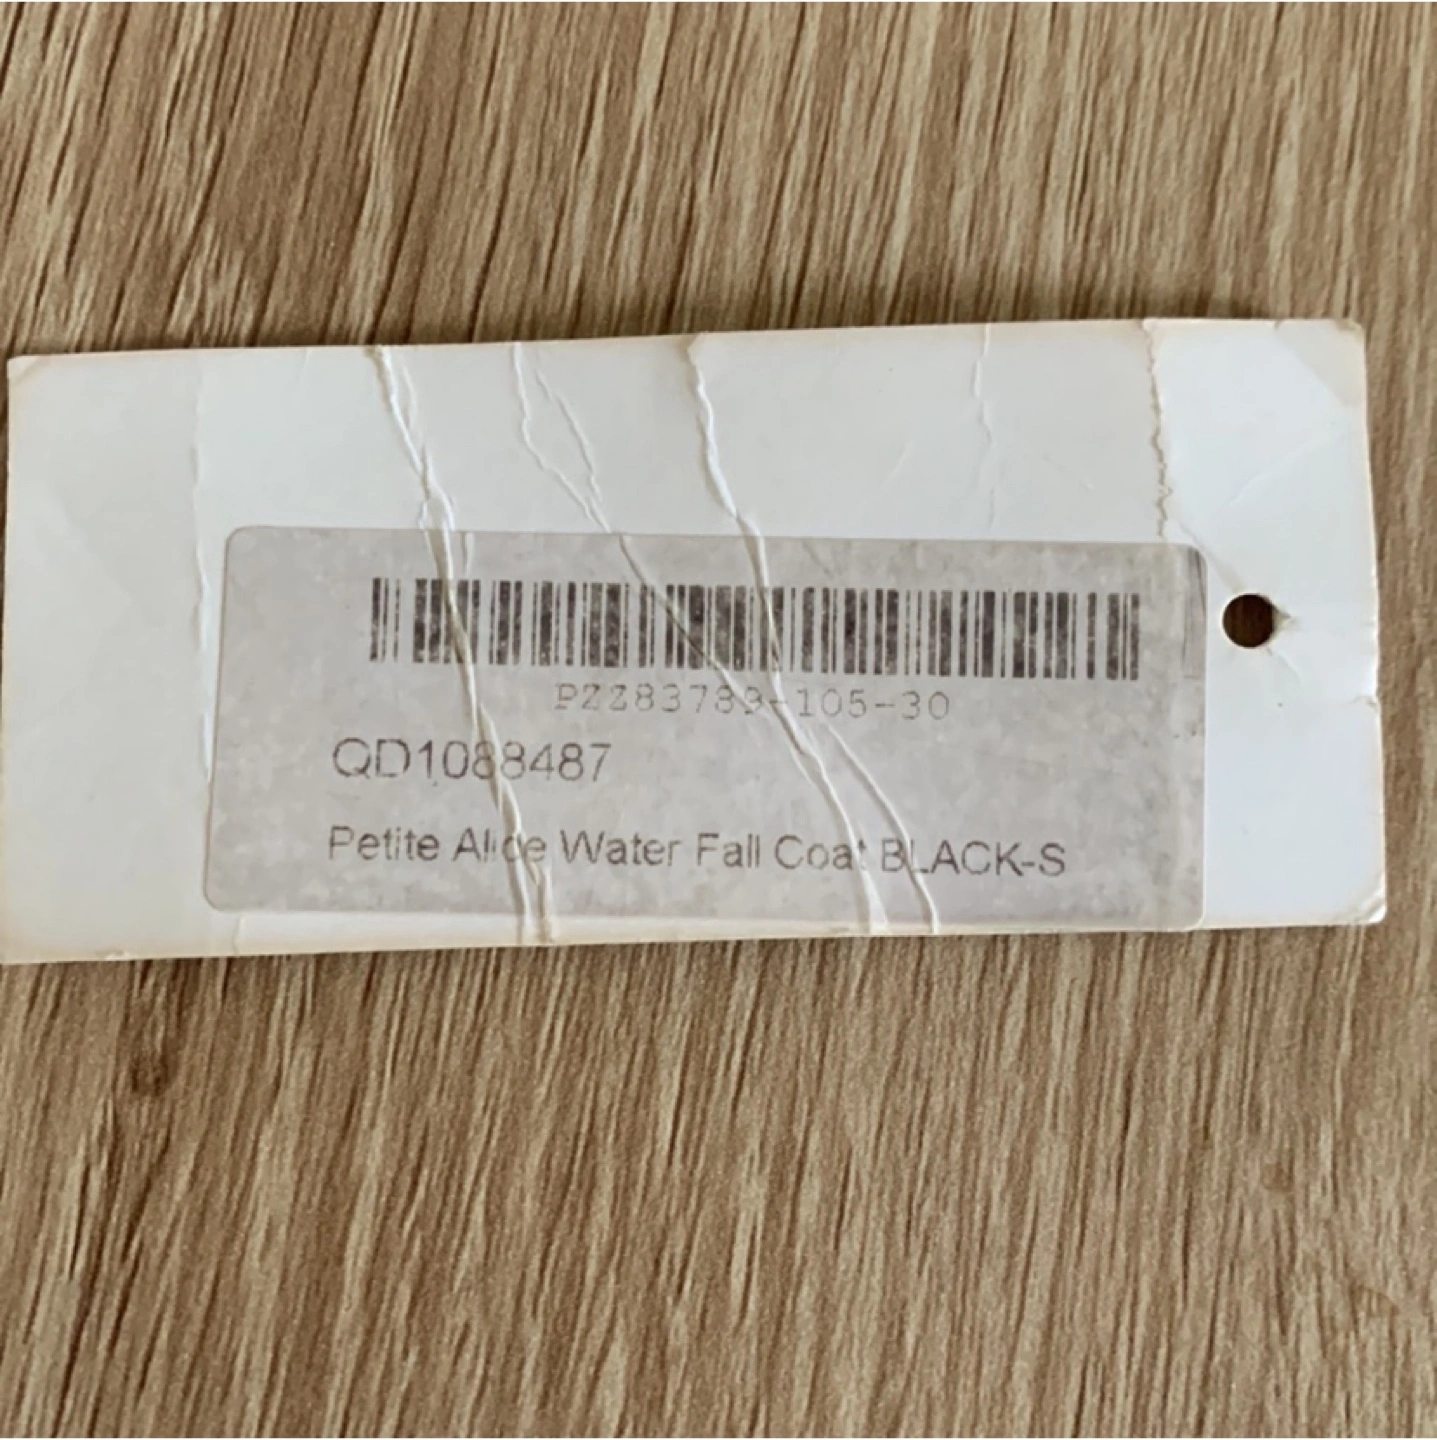 PZZ83789-105-30
QD1088487
Petite Alice Water Fall Coat BLACK-S